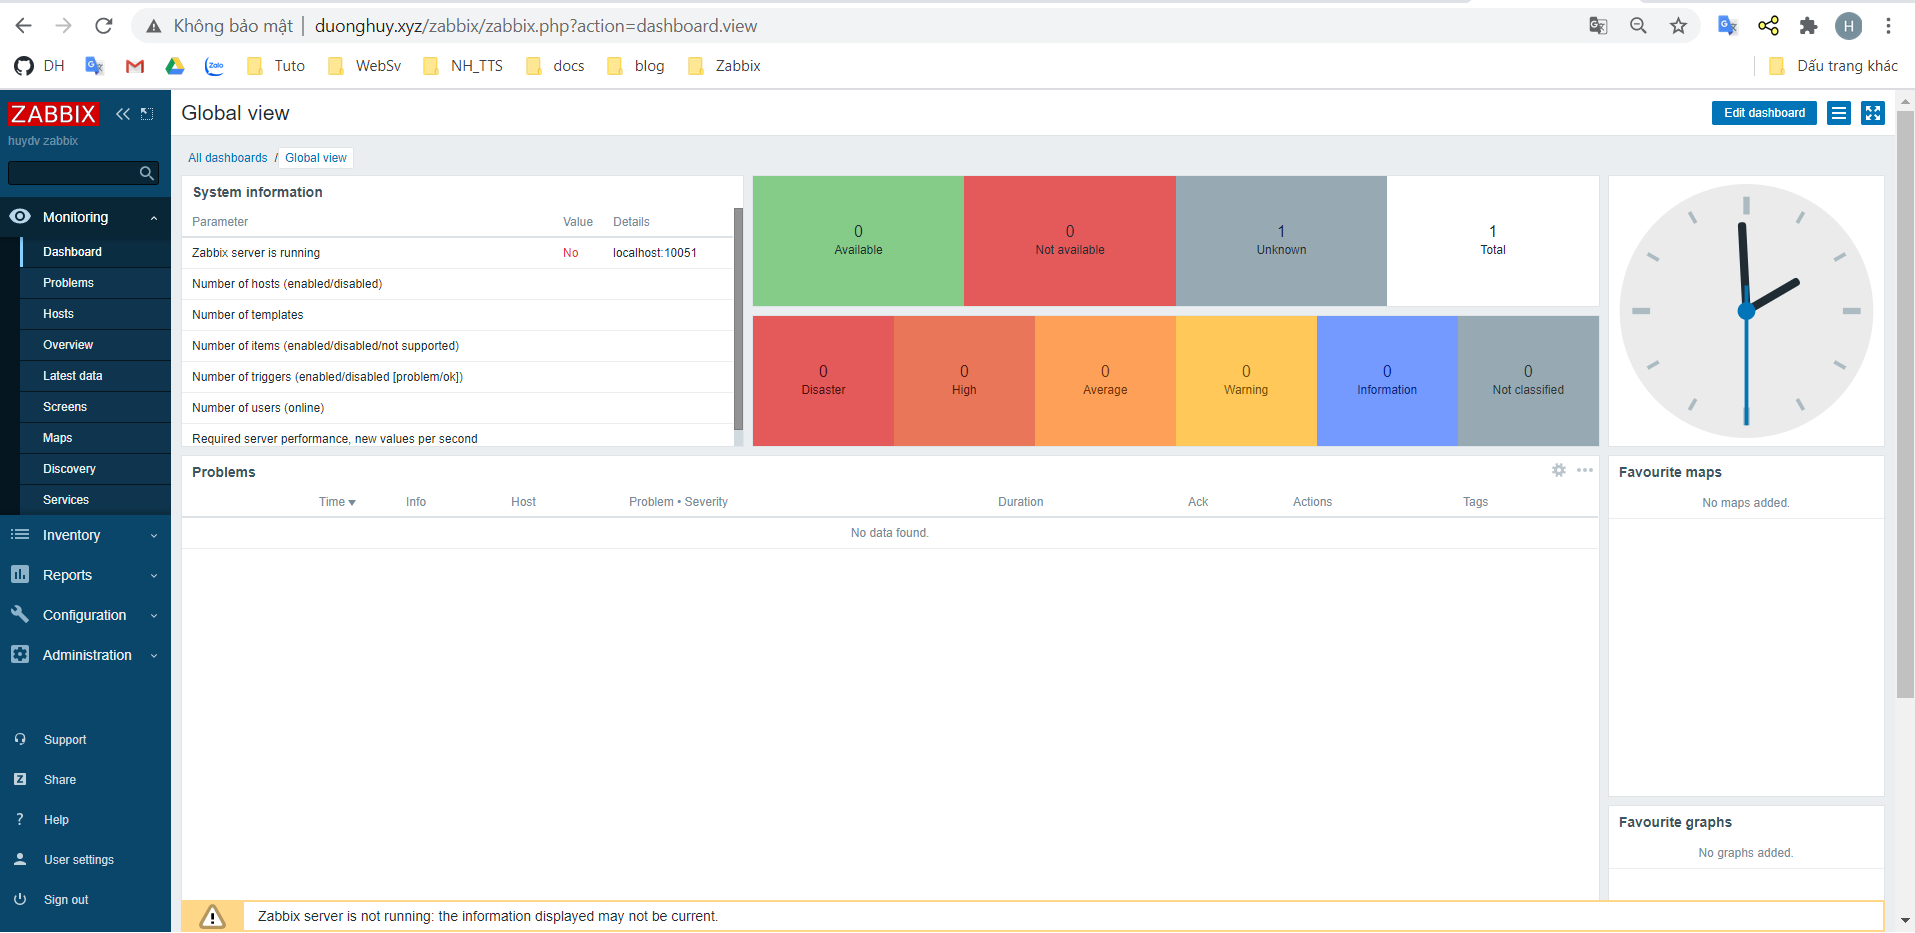 Không bảo mật | duonghuy.xyz/zabbix/zabbix.php?action=dashboard.view
H
DH
Zalo
Tuto
WebSv
NH_TTS
docs
blog
Zabbix
Dấu trang khác
ZABBIX
huydv zabbix
Monitoring
Dashboard
Problems
Hosts
Overview
Latest data
Screens
Maps
Discovery
Services
Inventory
Reports
Configuration
Administration
Support
Z Share
? Help
User settings
Sign out
Global view
Edit dashboard
All dashboards / Global view
System information
Parameter Value Details
Zabbix server is running No localhost:10051
Number of hosts (enabled/disabled)
Number of templates
Number of items (enabled/disabled/not supported)
Number of triggers (enabled/disabled [problem/ok])
Number of users (online)
Required server performance, new values per second
0 Available
0 Not available
1 Unknown
1 Total
0 Disaster
0 High
0 Average
0 Warning
0 Information
0 Not classified
Problems
Time Info Host Problem • Severity Duration Ack Actions Tags
No data found.
Favourite maps
No maps added.
Favourite graphs
No graphs added.
Zabbix server is not running: the information displayed may not be current.